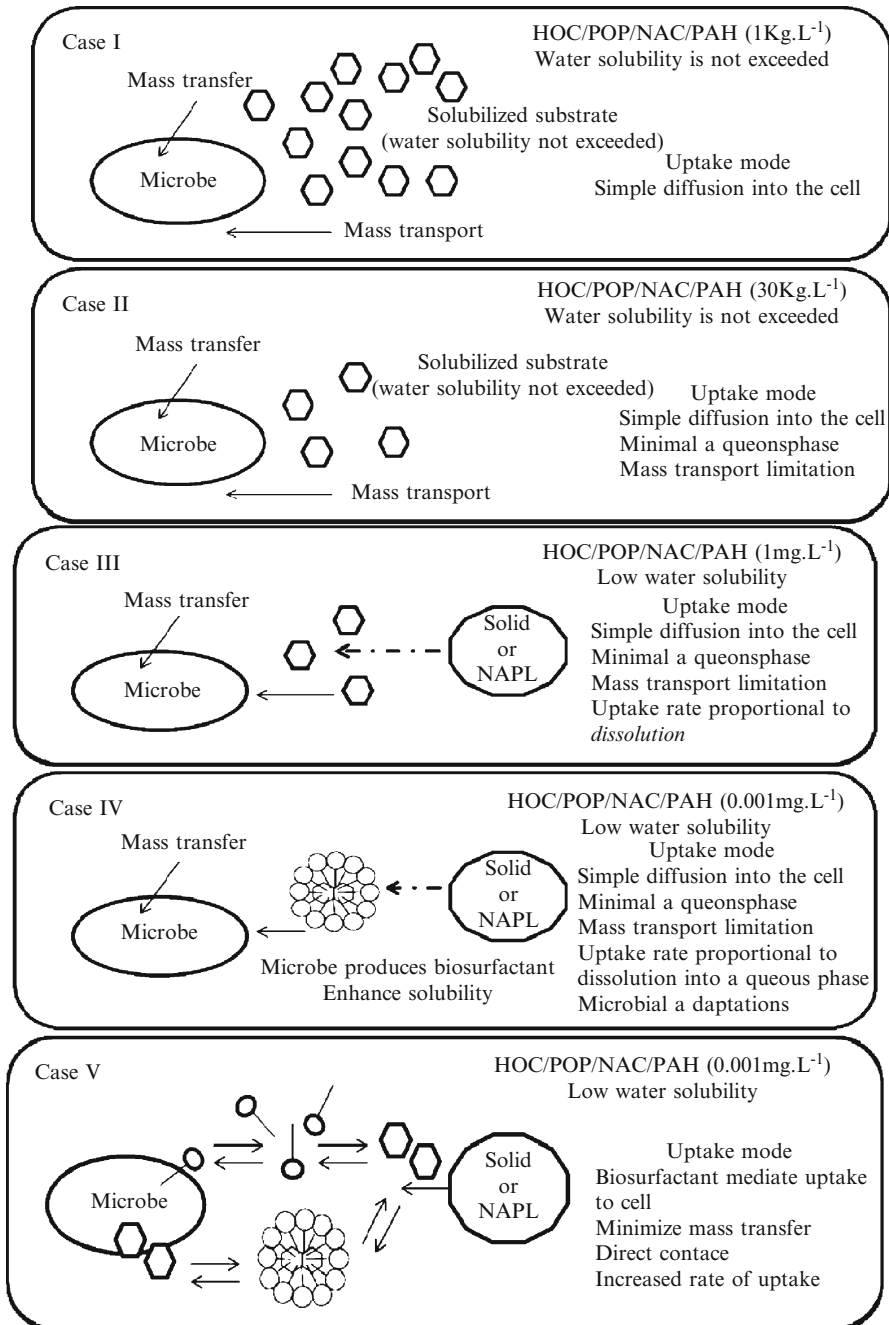 Case I
HOC/POP/NAC/PAH (1Kg.L-1)
Water solubility is not exceeded
Mass transfer
Solubilized substrate
(water solubility not exceeded)
Uptake mode
Simple diffusion into the cell
Microbe
Mass transport
Case II
HOC/POP/NAC/PAH (30Kg.L-1)
Water solubility is not exceeded
Mass transfer
Solubilized substrate
(water solubility not exceeded)
Uptake mode
Simple diffusion into the cell
Minimal a queonsphase
Mass transport limitation
Microbe
Mass transport
Case III
HOC/POP/NAC/PAH (1mg.L-1)
Low water solubility
Mass transfer
Microbe
Solid
or
NAPL
Uptake mode
Simple diffusion into the cell
Minimal a queonsphase
Mass transport limitation
Uptake rate proportional to
dissolution
Case IV
HOC/POP/NAC/PAH (0.001mg.L-1)
Low water solubility
Mass transfer
Microbe
Solid
or
NAPL
Microbe produces biosurfactant
Enhance solubility
Uptake mode
Simple diffusion into the cell
Minimal a queonsphase
Mass transport limitation
Uptake rate proportional to
dissolution into a queous phase
Microbial a daptations
Case V
HOC/POP/NAC/PAH (0.001mg.L-1)
Low water solubility
Microbe
Solid
or
NAPL
Uptake mode
Biosurfactant mediate uptake
to cell
Minimize mass transfer
Direct contace
Increased rate of uptake